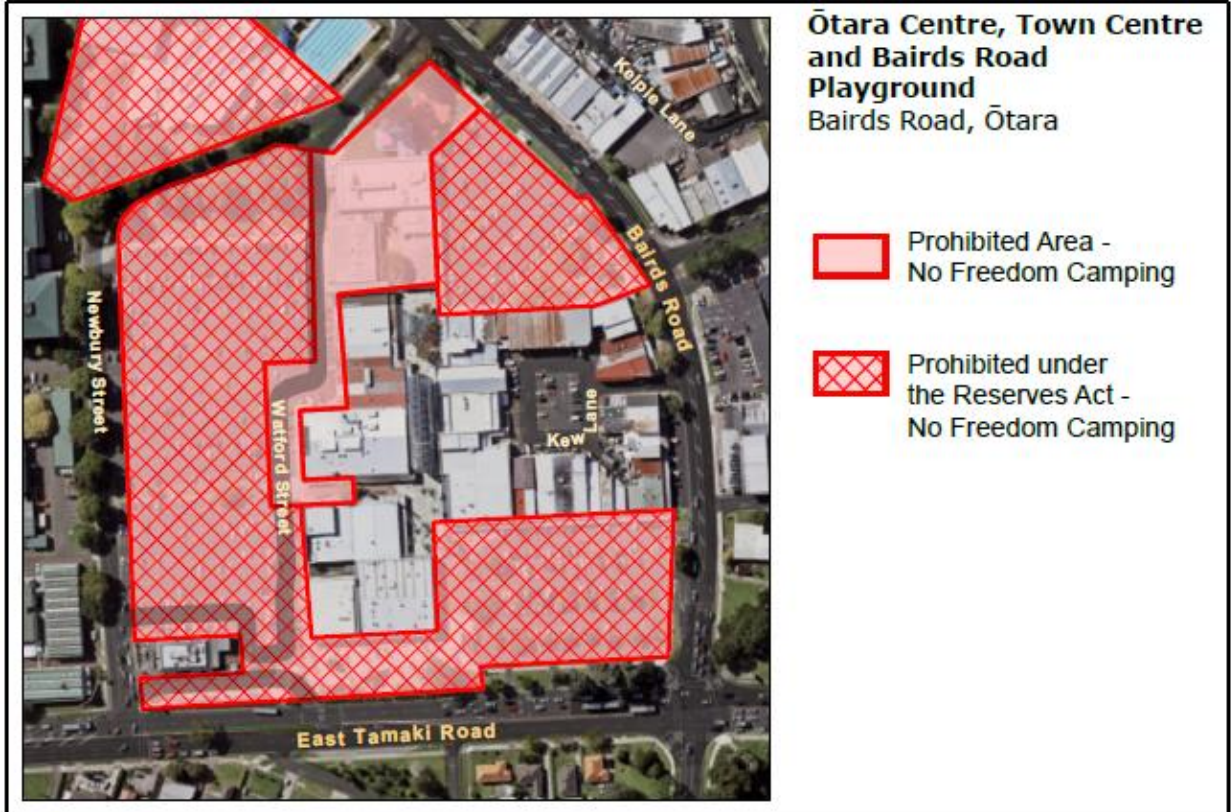 Ōtara Centre, Town Centre
and Bairds Road
Playground
Bairds Road, Ōtara
Prohibited Area -
No Freedom Camping
Prohibited under
the Reserves Act -
No Freedom Camping
Kelpie Lane
Bairds Road
Newbury Street
Watford Street
Kew Lane
East Tamaki Road